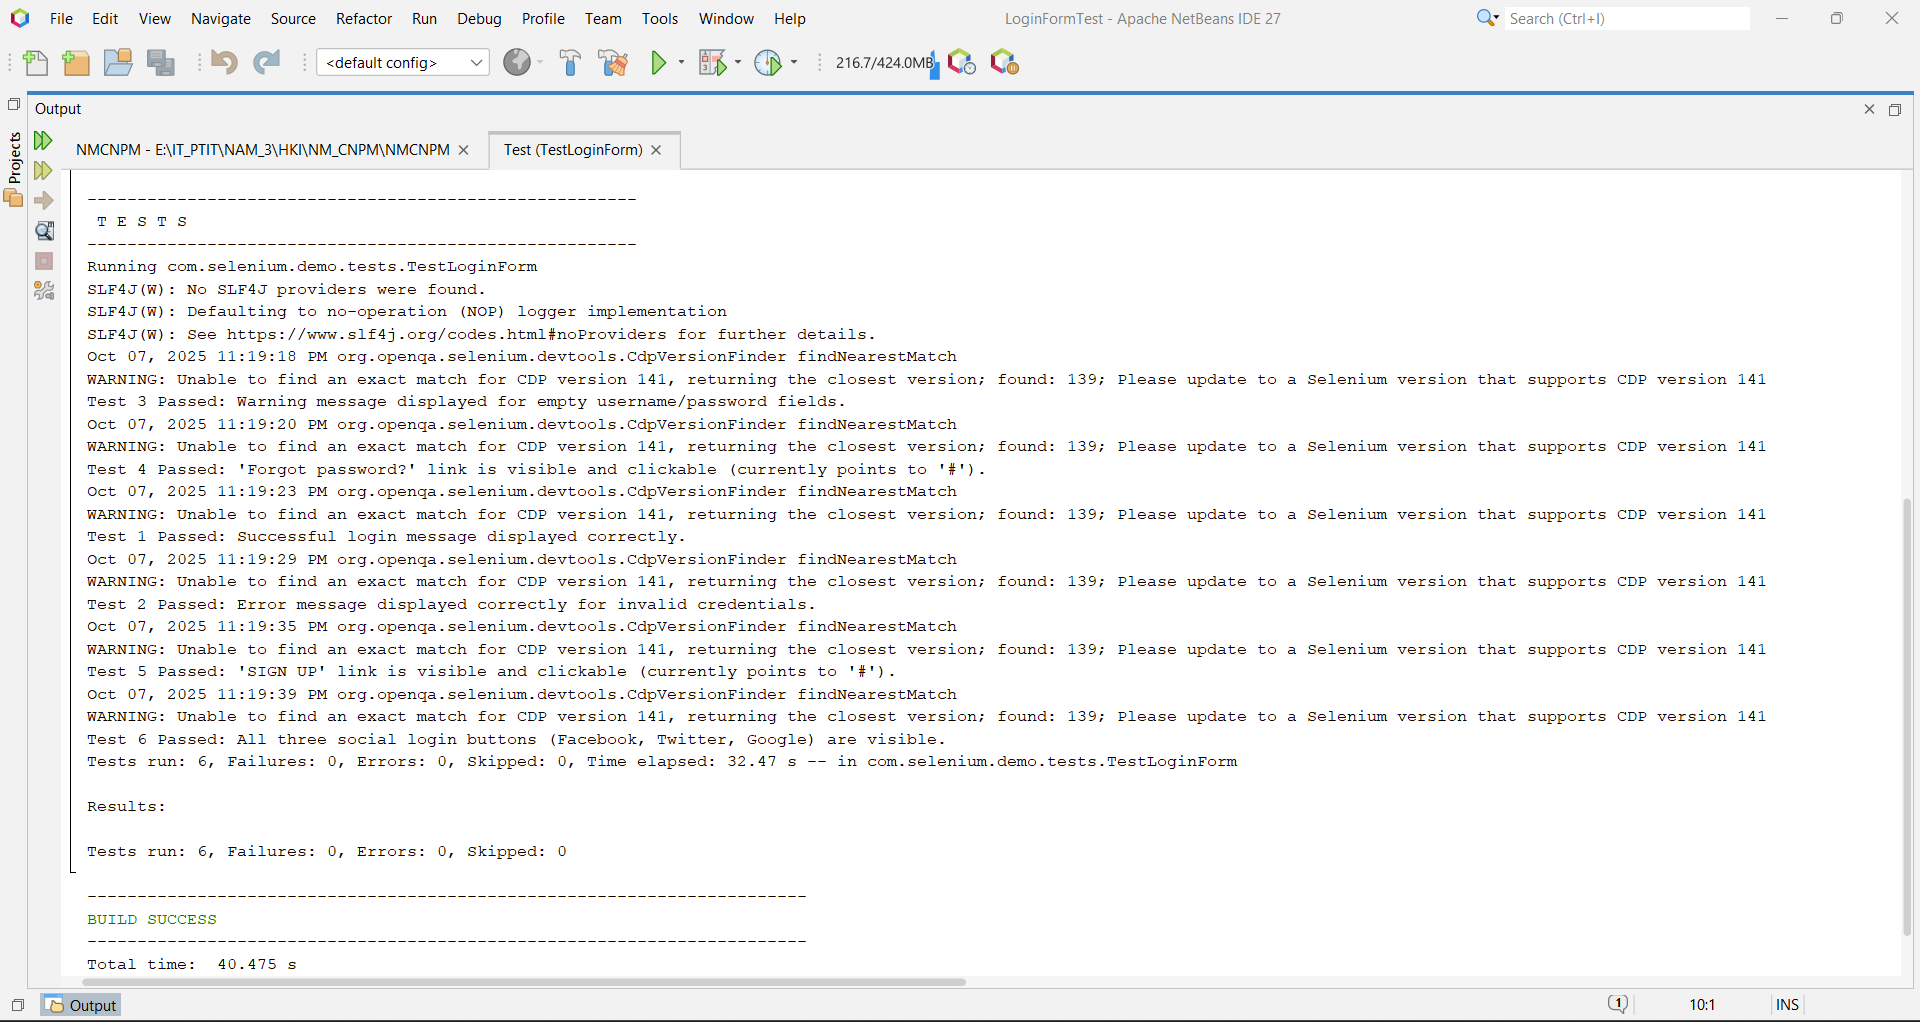 File Edit View Navigate Source Refactor Run Debug Profile Team Tools Window Help LoginFormTest - Apache NetBeans IDE 27 Search (Ctrl+I)
<default config> 216.7/424.0MB
Output
Projects
NMCNPM - E:\IT_PTIT\NAM_3\HKI\NM_CNPM\NMCNPM Test (TestLoginForm)
-------------------------------------------------------
T E S T S
-------------------------------------------------------
Running com.selenium.demo.tests.TestLoginForm
SLF4J(W): No SLF4J providers were found.
SLF4J(W): Defaulting to no-operation (NOP) logger implementation
SLF4J(W): See https://www.slf4j.org/codes.html#noProviders for further details.
Oct 07, 2025 11:19:18 PM org.openqa.selenium.devtools.CdpVersionFinder findNearestMatch
WARNING: Unable to find an exact match for CDP version 141, returning the closest version; found: 139; Please update to a Selenium version that supports CDP version 141
Test 3 Passed: Warning message displayed for empty username/password fields.
Oct 07, 2025 11:19:20 PM org.openqa.selenium.devtools.CdpVersionFinder findNearestMatch
WARNING: Unable to find an exact match for CDP version 141, returning the closest version; found: 139; Please update to a Selenium version that supports CDP version 141
Test 4 Passed: 'Forgot password?' link is visible and clickable (currently points to '#').
Oct 07, 2025 11:19:23 PM org.openqa.selenium.devtools.CdpVersionFinder findNearestMatch
WARNING: Unable to find an exact match for CDP version 141, returning the closest version; found: 139; Please update to a Selenium version that supports CDP version 141
Test 1 Passed: Successful login message displayed correctly.
Oct 07, 2025 11:19:29 PM org.openqa.selenium.devtools.CdpVersionFinder findNearestMatch
WARNING: Unable to find an exact match for CDP version 141, returning the closest version; found: 139; Please update to a Selenium version that supports CDP version 141
Test 2 Passed: Error message displayed correctly for invalid credentials.
Oct 07, 2025 11:19:35 PM org.openqa.selenium.devtools.CdpVersionFinder findNearestMatch
WARNING: Unable to find an exact match for CDP version 141, returning the closest version; found: 139; Please update to a Selenium version that supports CDP version 141
Test 5 Passed: 'SIGN UP' link is visible and clickable (currently points to '#').
Oct 07, 2025 11:19:39 PM org.openqa.selenium.devtools.CdpVersionFinder findNearestMatch
WARNING: Unable to find an exact match for CDP version 141, returning the closest version; found: 139; Please update to a Selenium version that supports CDP version 141
Test 6 Passed: All three social login buttons (Facebook, Twitter, Google) are visible.
Tests run: 6, Failures: 0, Errors: 0, Skipped: 0, Time elapsed: 32.47 s -- in com.selenium.demo.tests.TestLoginForm
Results:
Tests run: 6, Failures: 0, Errors: 0, Skipped: 0
------------------------------------------------------------------------
BUILD SUCCESS
------------------------------------------------------------------------
Total time:  40.475 s
Output 1 10:1 INS